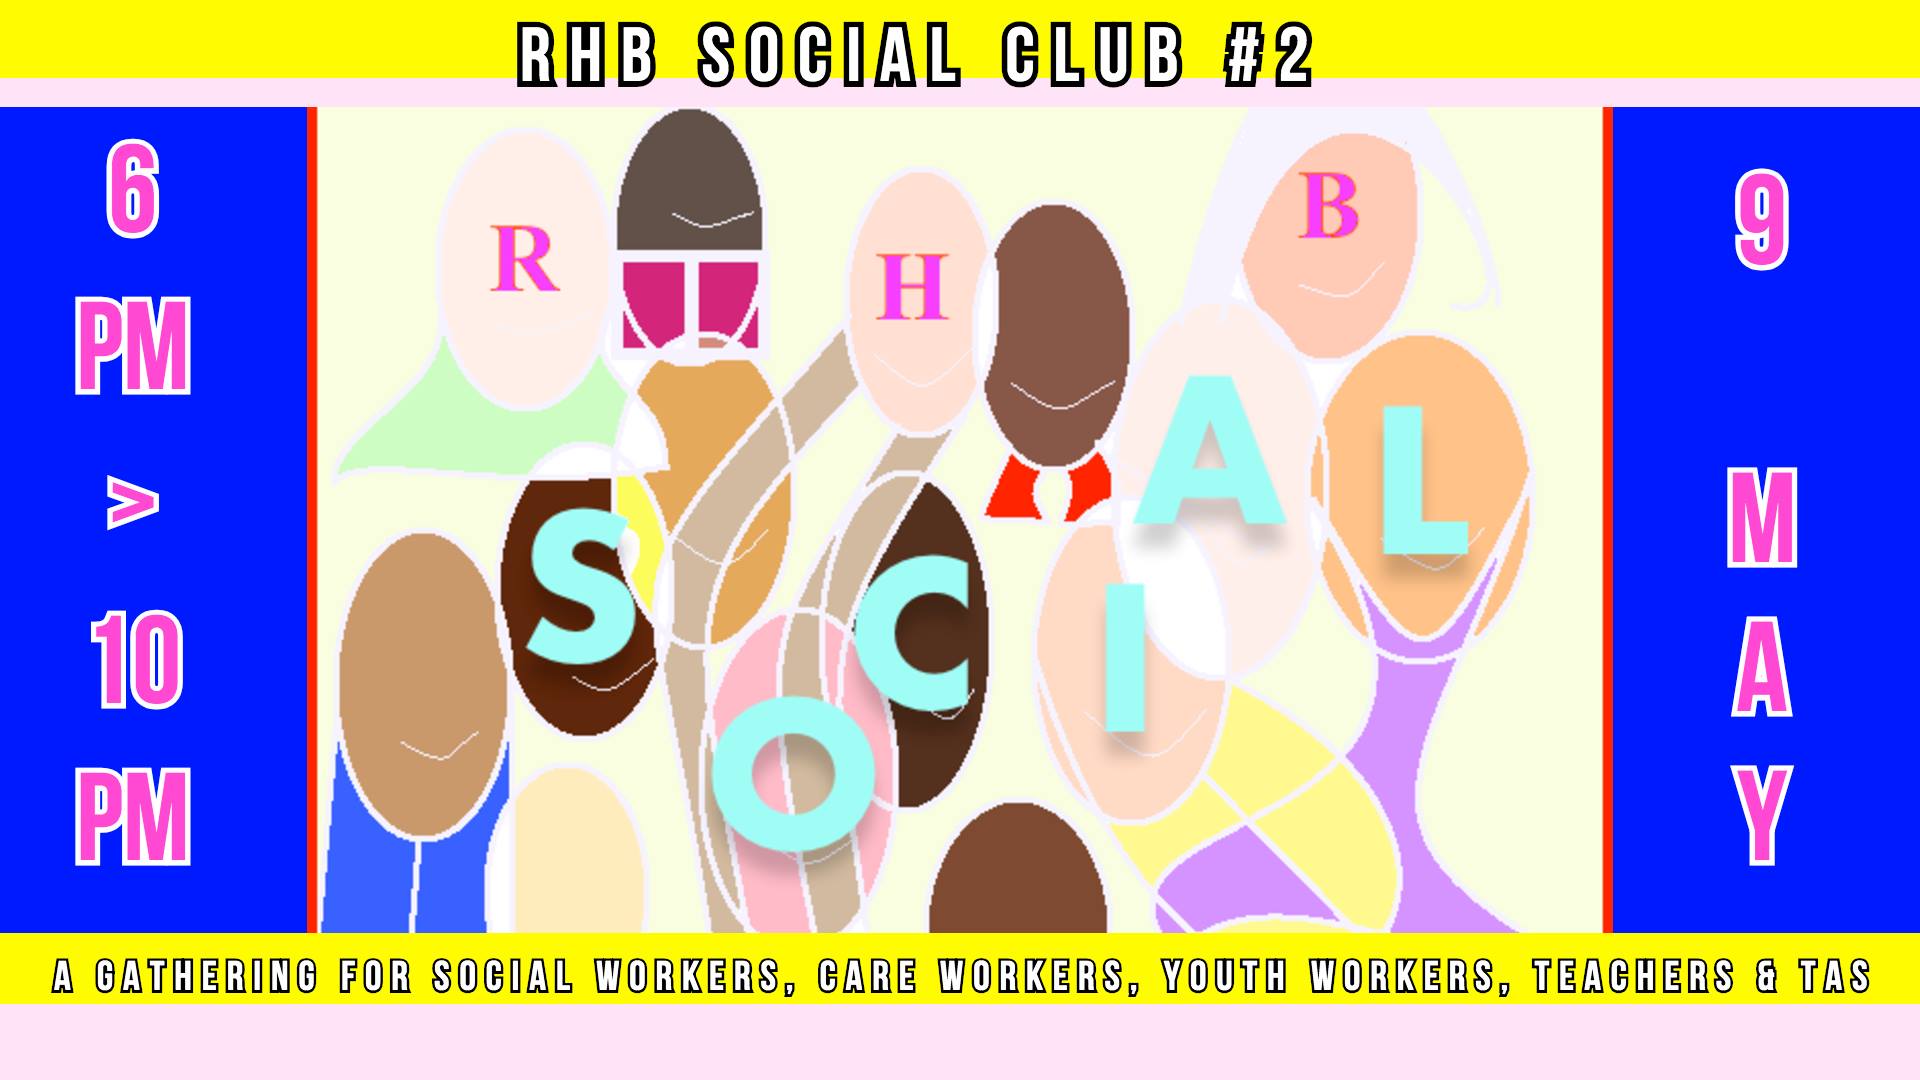 RHB SOCIAL CLUB #2
6
PM
>
10
PM
R H B
SOCIAL
9
MAY
A GATHERING FOR SOCIAL WORKERS, CARE WORKERS, YOUTH WORKERS, TEACHERS & TAS